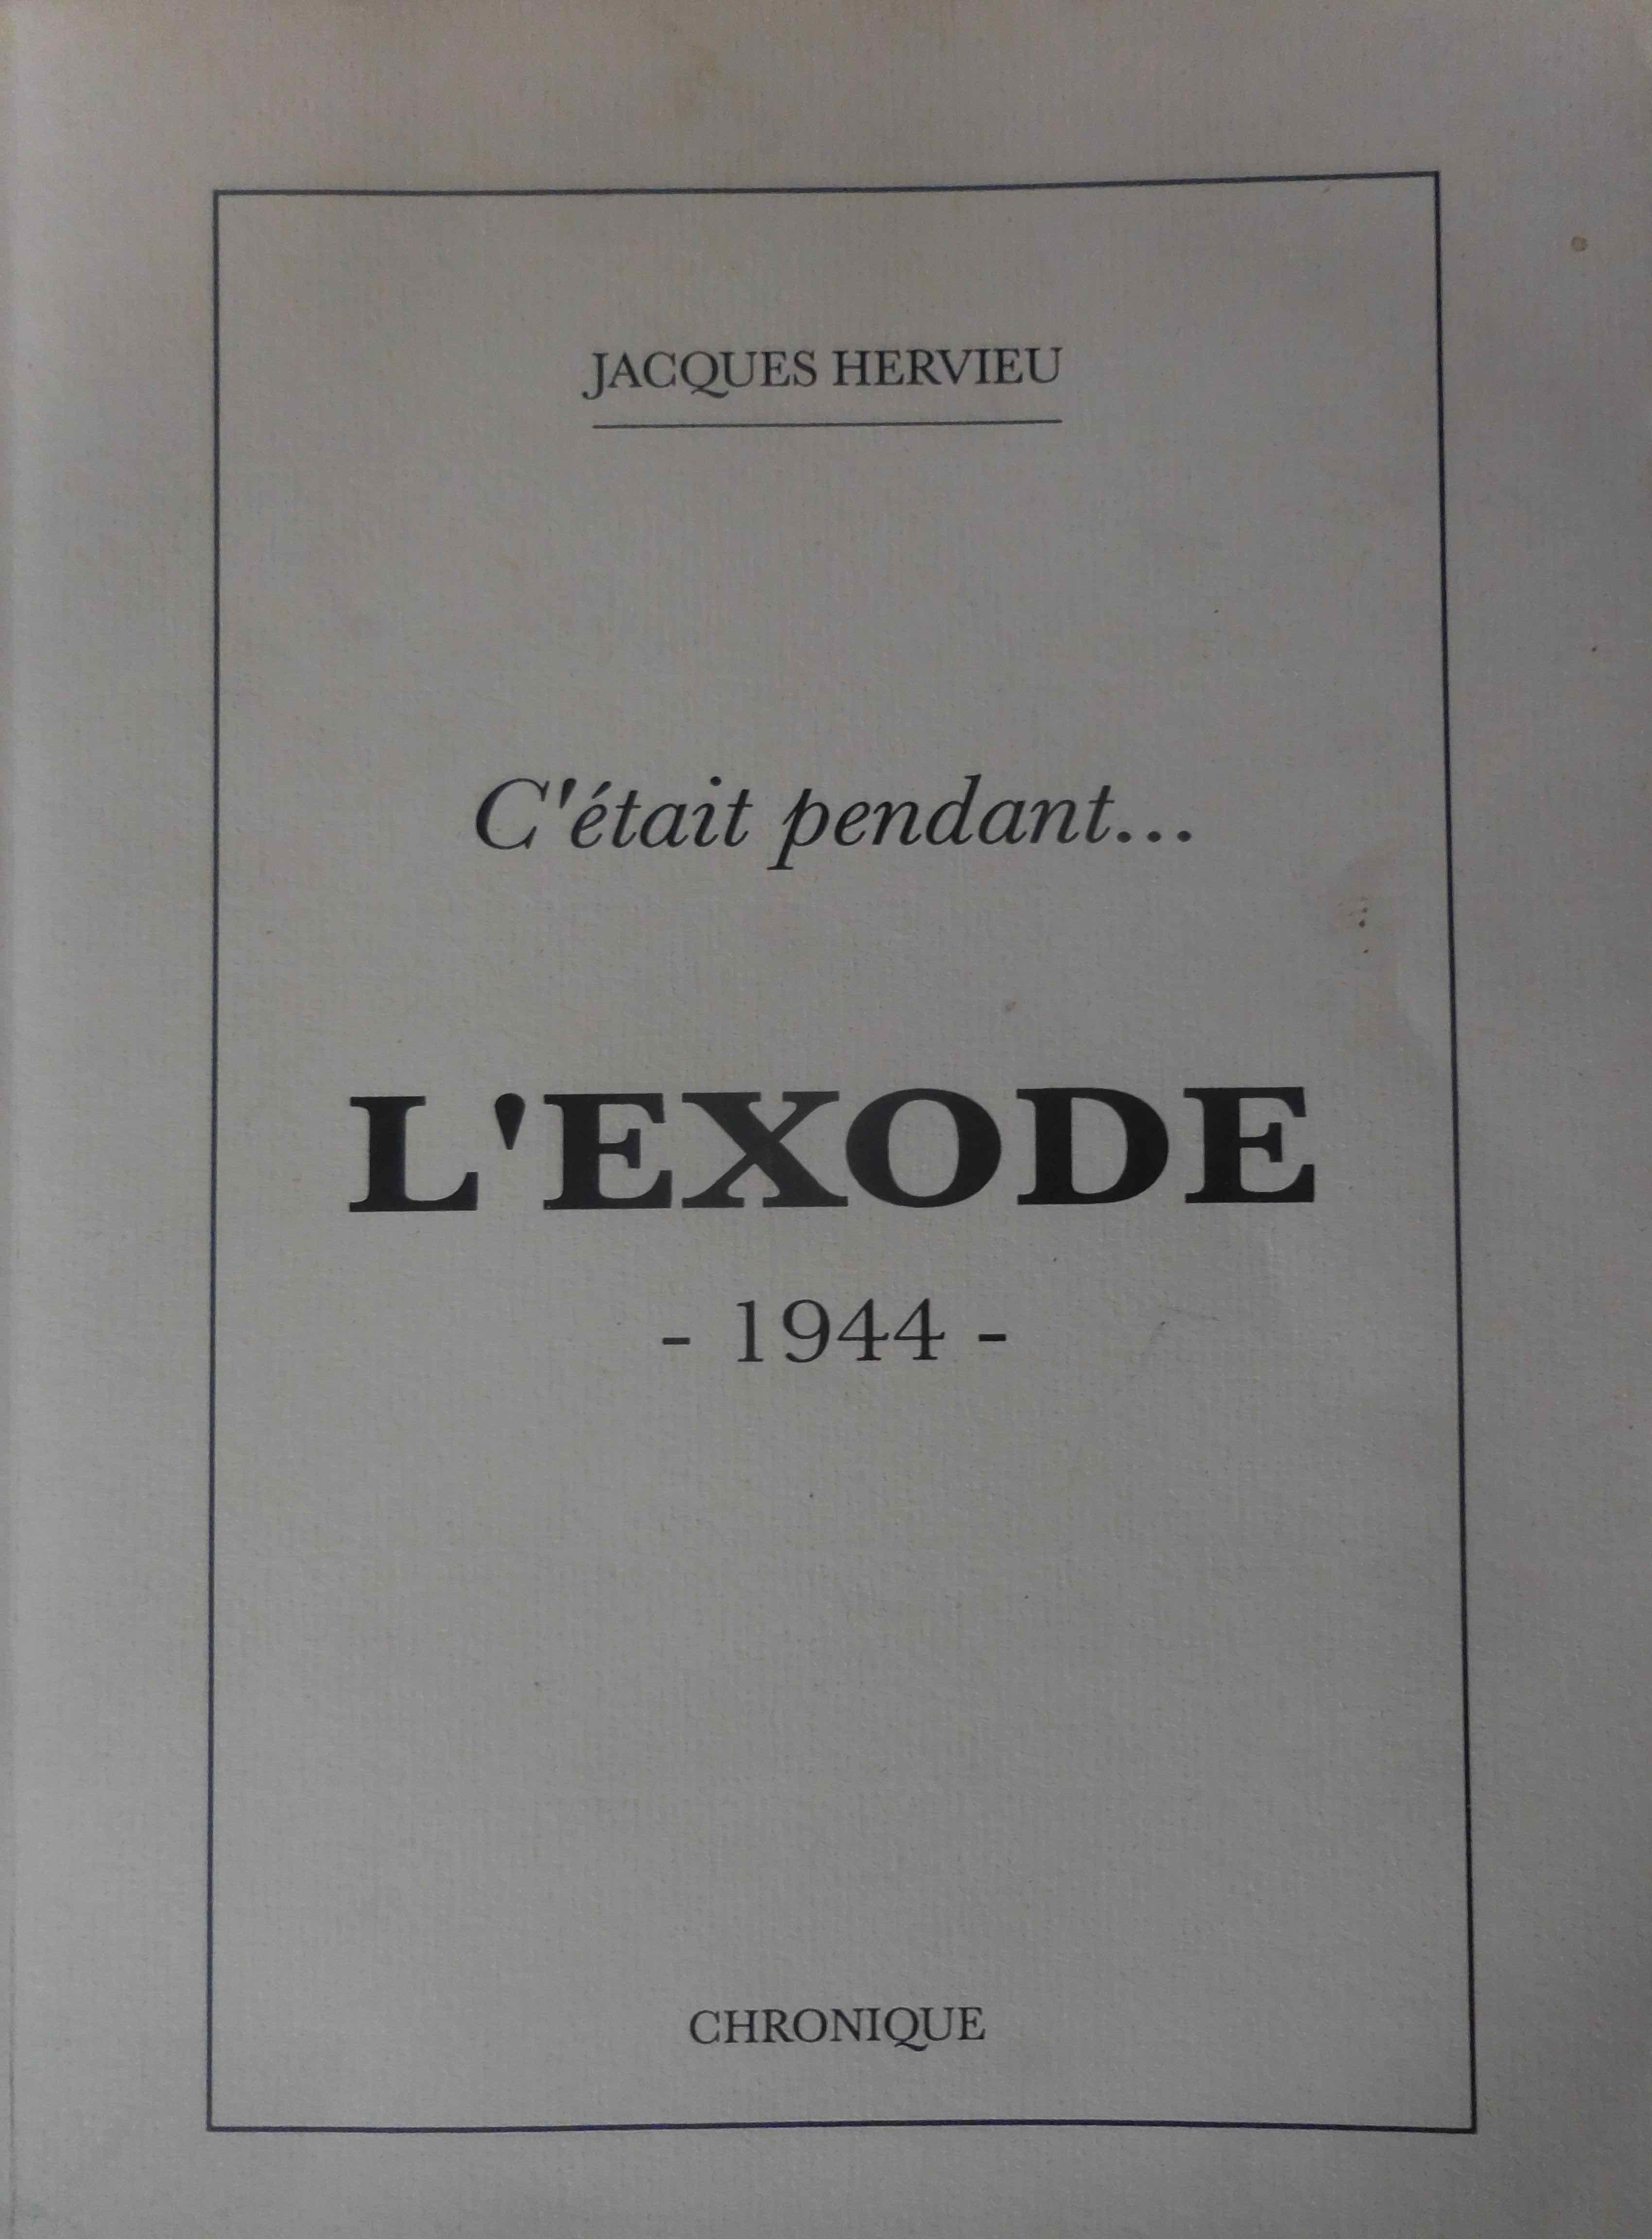 JACQUES HERVIEU
C'était pendant...
L'EXODE
- 1944 -
CHRONIQUE